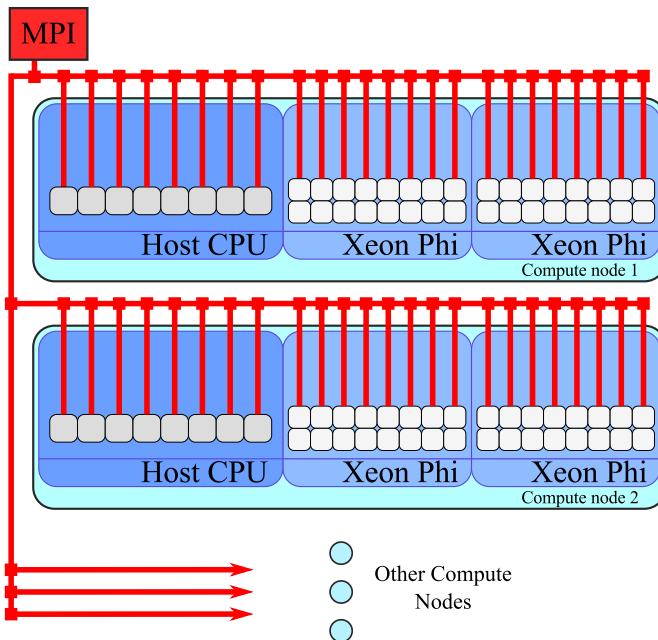 MPI
Host CPU
Xeon Phi
Xeon Phi
Compute node 1
Host CPU
Xeon Phi
Xeon Phi
Compute node 2
Other Compute
Nodes